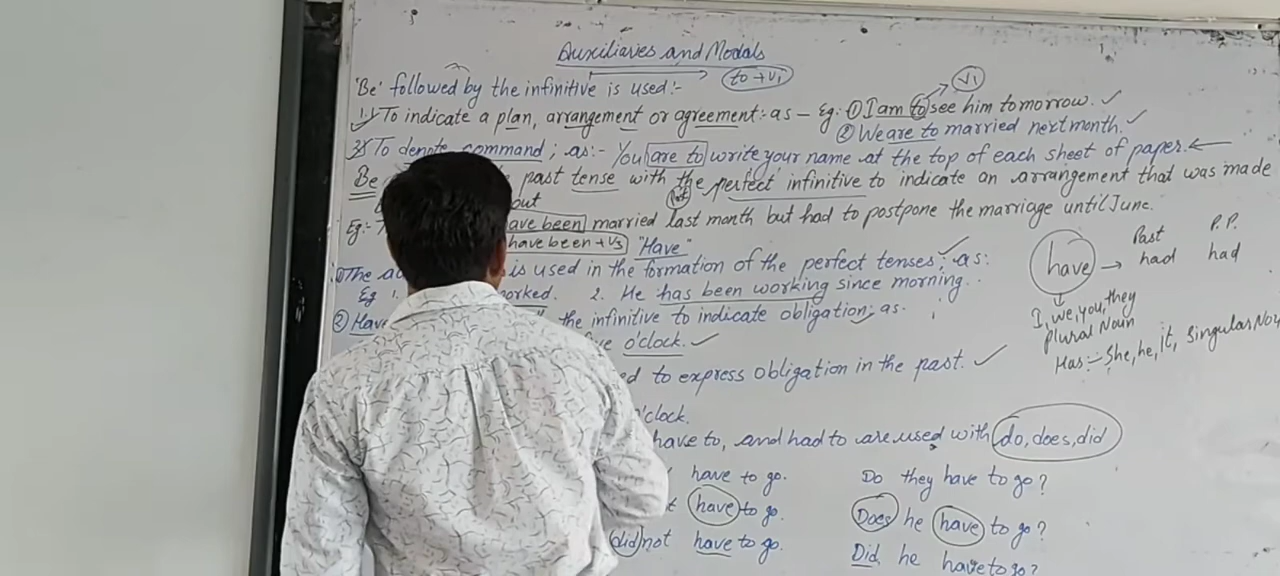 Auxiliaries and Modals
'Be' followed by the infinitive is used:- to + V1
1) To indicate a plan, arrangement or agreement: as - Eg: ① I am to see him tomorrow. ✓
V1
② We are to married next month. ✓
3) To denote command; as:- You are to write your name at the top of each sheet of paper. ←
Be past tense with the perfect infinitive to indicate an arrangement that was made
out
Eg:- have been married last month but had to postpone the marriage until June.
have been + V3 "Have"
① The is used in the formation of the perfect tenses; as: ✓
Eg 1. worked. 2. He has been working since morning.
② Have the infinitive to indicate obligation; as.
o'clock. ✓
to express obligation in the past. ✓
o'clock.
have to, and had to are used with do, does, did
have to go. Do they have to go?
have to go. Does he have to go?
did not have to go. Did he have to go?
Past P.P.
have → had had
I, we, you, they
plural Noun
Has:- She, he, it, Singular